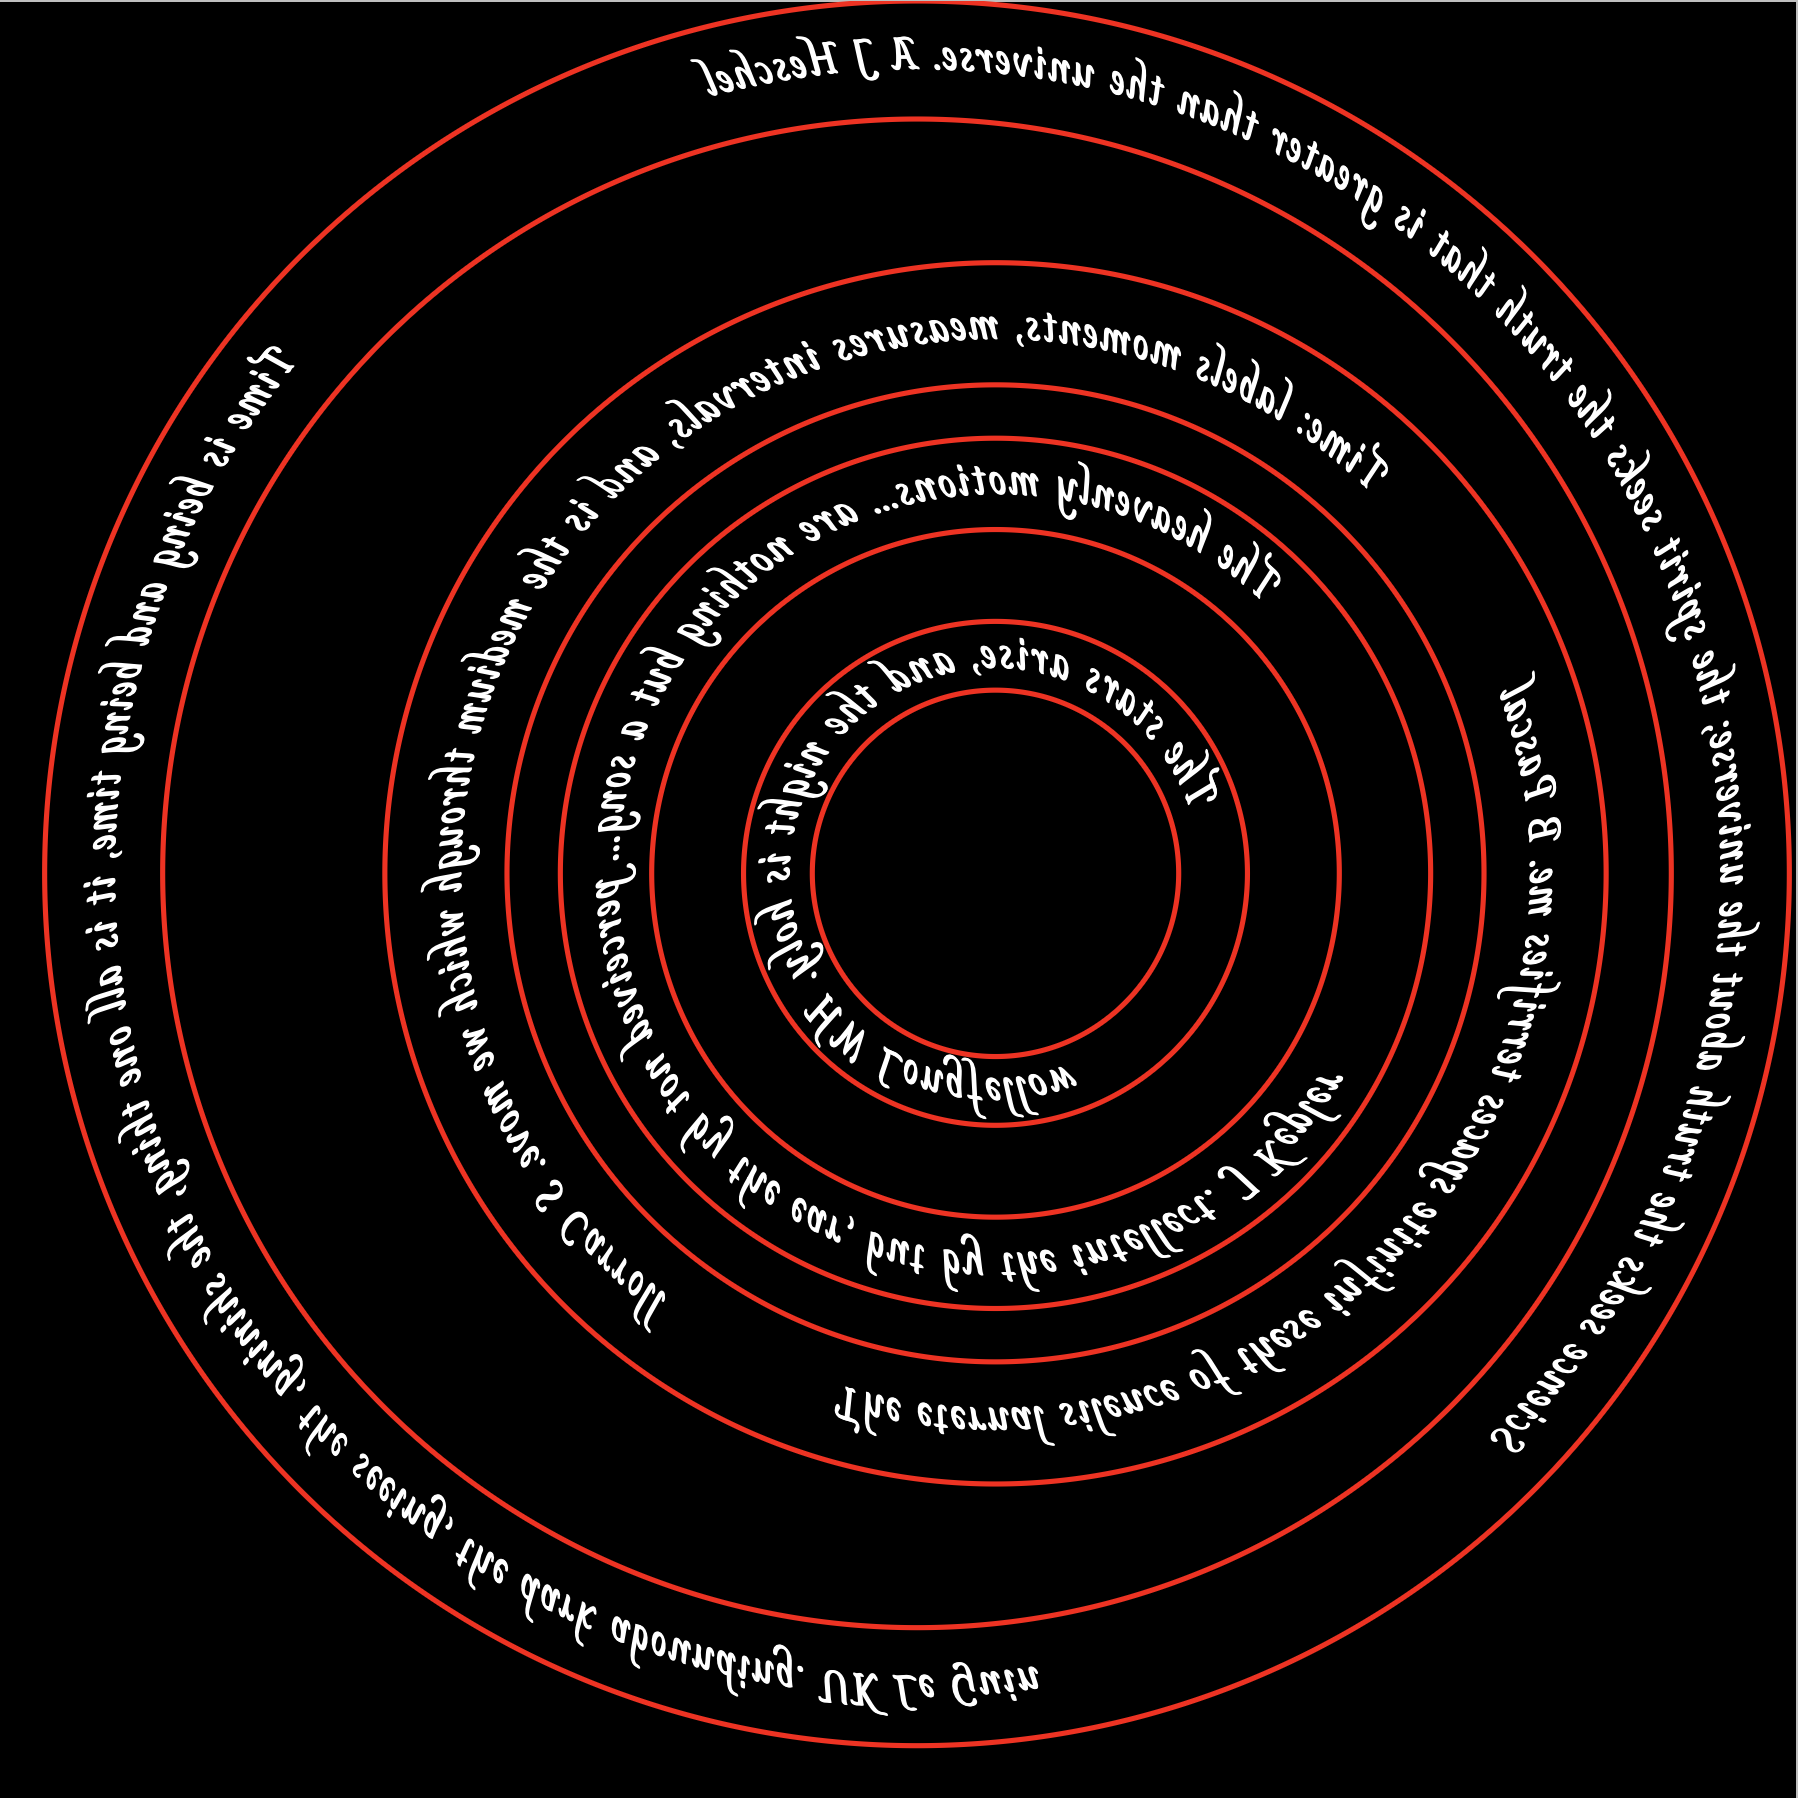 Science seeks the truth about the universe; the spirit seeks the truth that is greater than the universe. A J Heschel
Time is being and being time, it is all one thing, the shining, the seeing, the dark abounding. UK Le Guin
Time: labels moments, measures intervals, and is the medium through which we move. S Carroll
The eternal silence of these infinite spaces terrifies me. B Pascal
The heavenly motions... are nothing but a song... perceived not by the ear, but by the intellect. J Kepler
The stars arise, and the night is holy. HW Longfellow